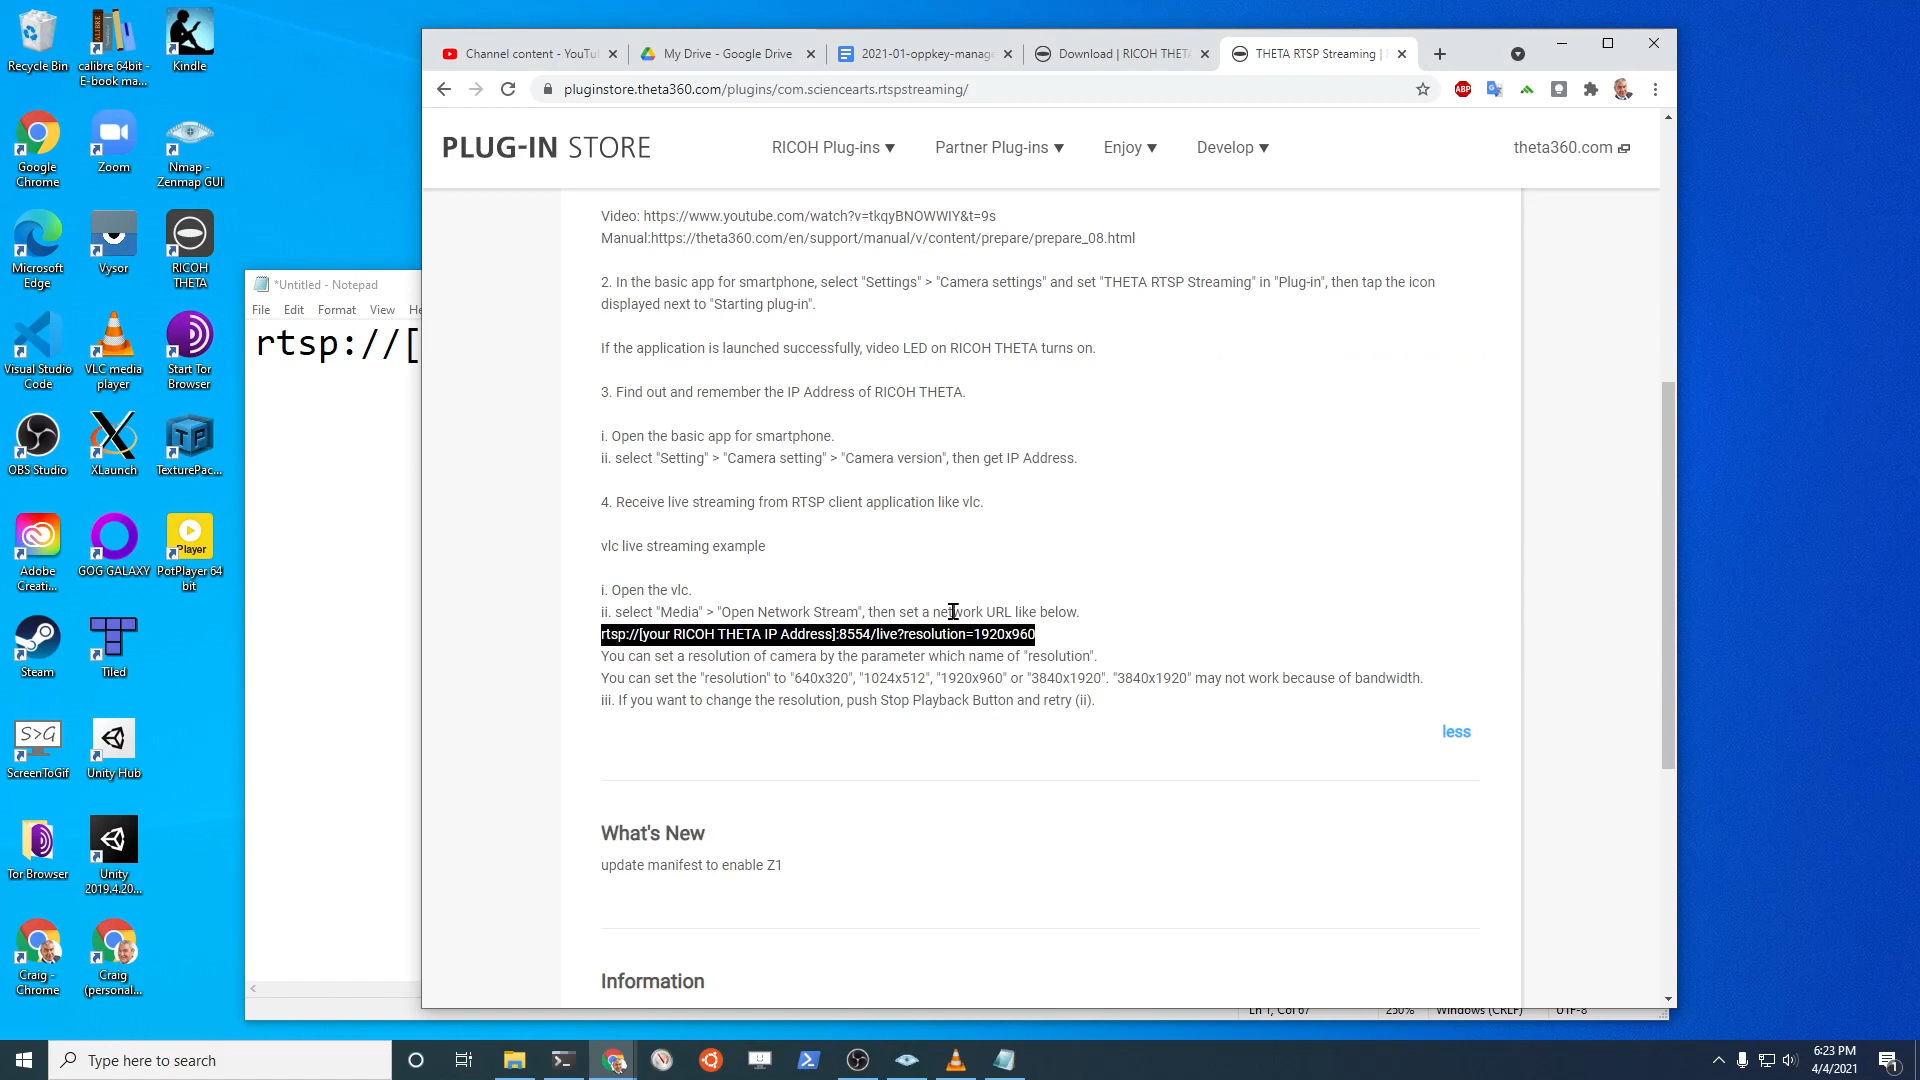 Recycle Bin
calibre 64bit -
E-book ma...
Kindle
Google
Chrome
Zoom
Nmap -
Zenmap GUI
Microsoft
Edge
Vysor
RICOH
THETA
Visual Studio
Code
VLC media
player
Start Tor
Browser
OBS Studio
XLaunch
TexturePac...
Adobe
Creati...
GOG GALAXY
Player
PotPlayer 64
bit
Steam
Tiled
S>G
ScreenToGif
Unity Hub
Tor Browser
Unity
2019.4.20...
Craig -
Chrome
Craig
(personal...
*Untitled - Notepad
File Edit Format View He
rtsp://[
Channel content - YouTu
My Drive - Google Drive
2021-01-oppkey-manage
Download | RICOH THETA
THETA RTSP Streaming |
pluginstore.theta360.com/plugins/com.sciencearts.rtspstreaming/
ABP
PLUG-IN STORE
RICOH Plug-ins ▼
Partner Plug-ins ▼
Enjoy ▼
Develop ▼
theta360.com
Video: https://www.youtube.com/watch?v=tkqyBNOWWIY&t=9s
Manual:https://theta360.com/en/support/manual/v/content/prepare/prepare_08.html
2. In the basic app for smartphone, select "Settings" > "Camera settings" and set "THETA RTSP Streaming" in "Plug-in", then tap the icon
displayed next to "Starting plug-in".
If the application is launched successfully, video LED on RICOH THETA turns on.
3. Find out and remember the IP Address of RICOH THETA.
i. Open the basic app for smartphone.
ii. select "Setting" > "Camera setting" > "Camera version", then get IP Address.
4. Receive live streaming from RTSP client application like vlc.
vlc live streaming example
i. Open the vlc.
ii. select "Media" > "Open Network Stream", then set a network URL like below.
rtsp://[your RICOH THETA IP Address]:8554/live?resolution=1920x960
You can set a resolution of camera by the parameter which name of "resolution".
You can set the "resolution" to "640x320", "1024x512", "1920x960" or "3840x1920". "3840x1920" may not work because of bandwidth.
iii. If you want to change the resolution, push Stop Playback Button and retry (ii).
less
What's New
update manifest to enable Z1
Information
Ln 1, Col 67
250%
Windows (CRLF)
UTF-8
Type here to search
6:23 PM
4/4/2021
1